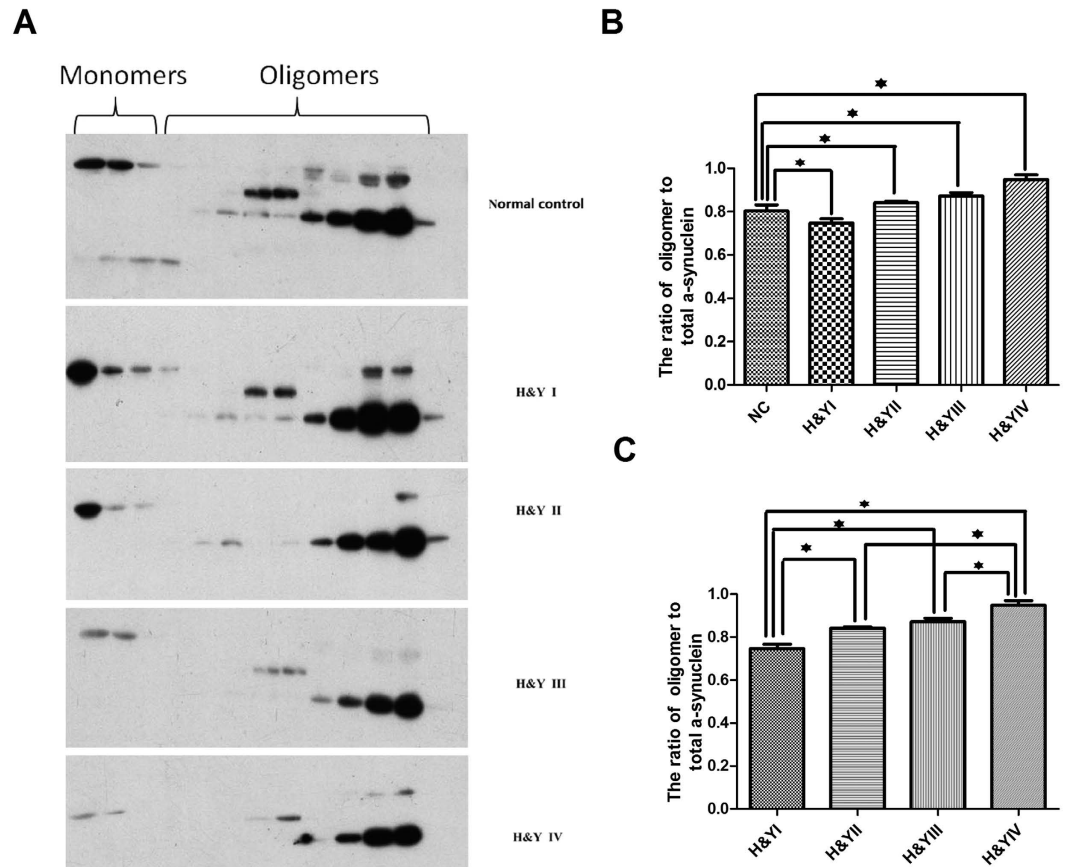 A
Monomers
Oligomers
Normal control
H&Y I
H&Y II
H&Y III
H&Y IV
B
The ratio of oligomer to
total a-synuclein
1.0
0.8
0.6
0.4
0.2
0.0
NC
H&YI
H&YII
H&YIII
H&YIV
C
The ratio of oligomer to
total a-synuclein
1.0
0.8
0.6
0.4
0.2
0.0
H&YI
H&YII
H&YIII
H&YIV